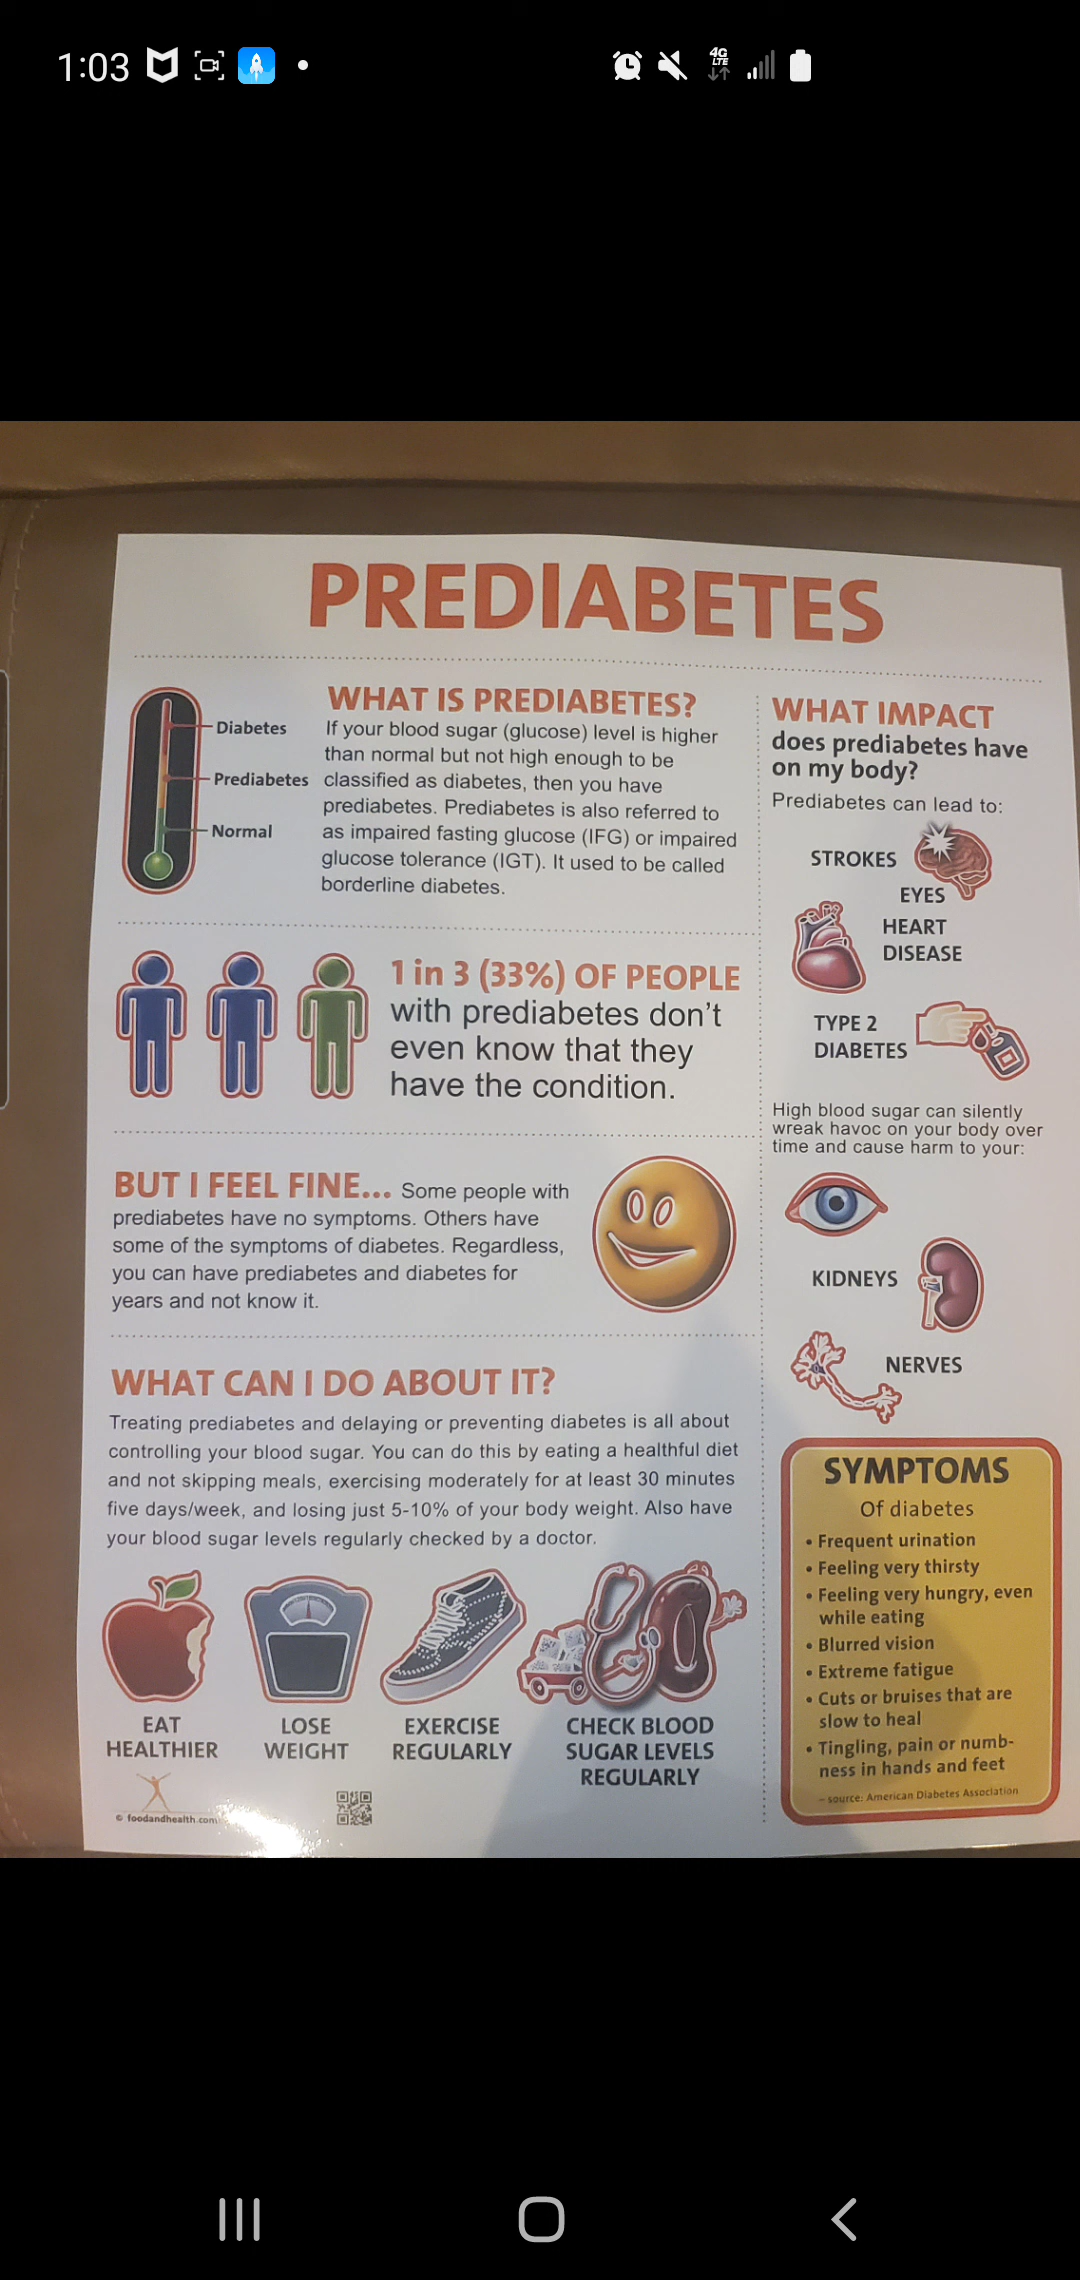 1:03
4G
LTE
PREDIABETES
Diabetes
Prediabetes
Normal
WHAT IS PREDIABETES?
If your blood sugar (glucose) level is higher
than normal but not high enough to be
classified as diabetes, then you have
prediabetes. Prediabetes is also referred to
as impaired fasting glucose (IFG) or impaired
glucose tolerance (IGT). It used to be called
borderline diabetes.
1 in 3 (33%) OF PEOPLE
with prediabetes don't
even know that they
have the condition.
BUT I FEEL FINE... Some people with
prediabetes have no symptoms. Others have
some of the symptoms of diabetes. Regardless,
you can have prediabetes and diabetes for
years and not know it.
WHAT CAN I DO ABOUT IT?
Treating prediabetes and delaying or preventing diabetes is all about
controlling your blood sugar. You can do this by eating a healthful diet
and not skipping meals, exercising moderately for at least 30 minutes
five days/week, and losing just 5-10% of your body weight. Also have
your blood sugar levels regularly checked by a doctor.
EAT
HEALTHIER
LOSE
WEIGHT
EXERCISE
REGULARLY
CHECK BLOOD
SUGAR LEVELS
REGULARLY
© foodandhealth.com
WHAT IMPACT
does prediabetes have
on my body?
Prediabetes can lead to:
STROKES
EYES
HEART
DISEASE
TYPE 2
DIABETES
High blood sugar can silently
wreak havoc on your body over
time and cause harm to your:
KIDNEYS
NERVES
SYMPTOMS
Of diabetes
• Frequent urination
• Feeling very thirsty
• Feeling very hungry, even
while eating
• Blurred vision
• Extreme fatigue
• Cuts or bruises that are
slow to heal
• Tingling, pain or numb-
ness in hands and feet
– source: American Diabetes Association